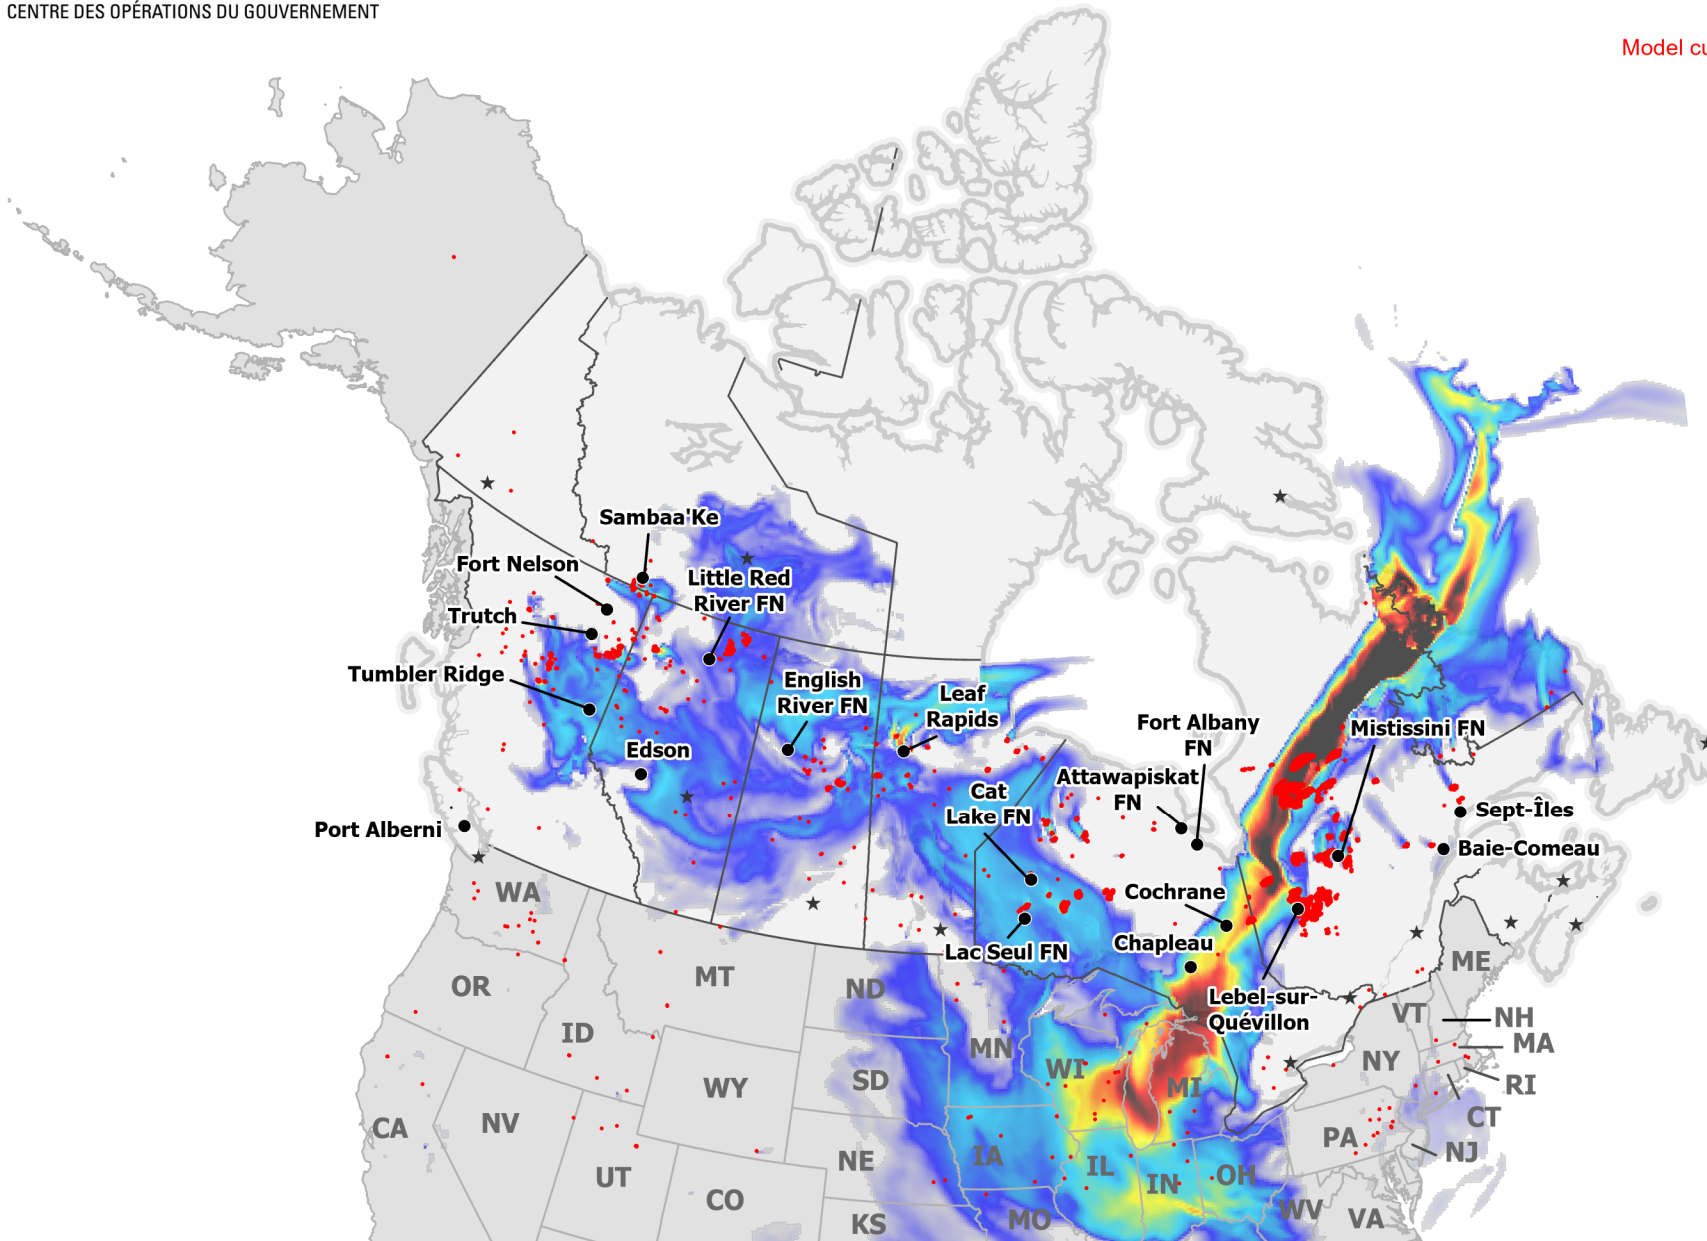 CENTRE DES OPÉRATIONS DU GOUVERNEMENT
Model
Sambaa'Ke
Fort Nelson
Little Red
River FN
Trutch
Tumbler Ridge
English
River FN
Leaf
Rapids
Fort Albany
FN
Mistissini FN
Edson
Attawapiskat
FN
Cat
Lake FN
Port Alberni
Sept-Îles
Baie-Comeau
Cochrane
Chapleau
Lac Seul FN
Lebel-sur-
Quévillon
WA
OR
MT
ND
ID
MN
ME
VT
NH
MA
NY
RI
WI
MI
SD
WY
CT
CA
NV
NE
IA
IL
IN
OH
PA
NJ
UT
CO
KS
MO
WV
VA